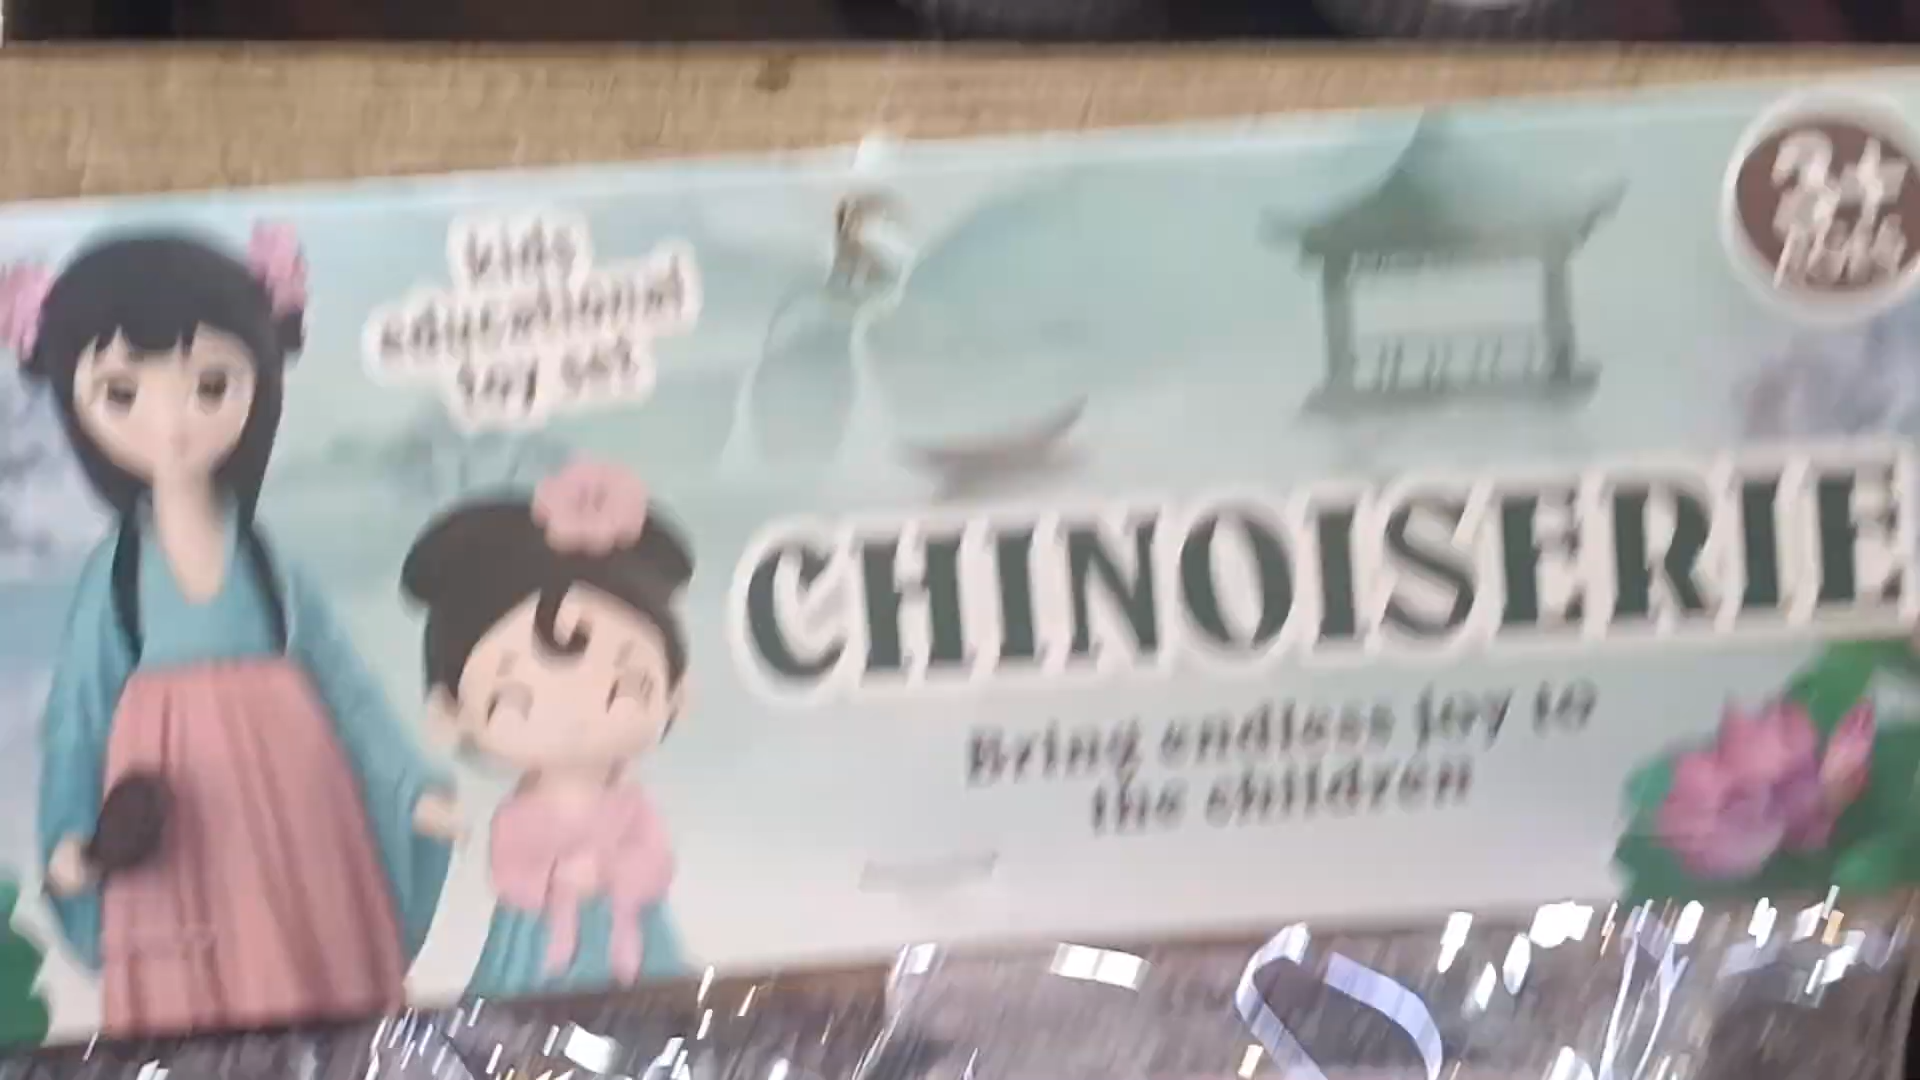 kids
educational
toy set
CHINOISERIE
Bring endless joy to
the children